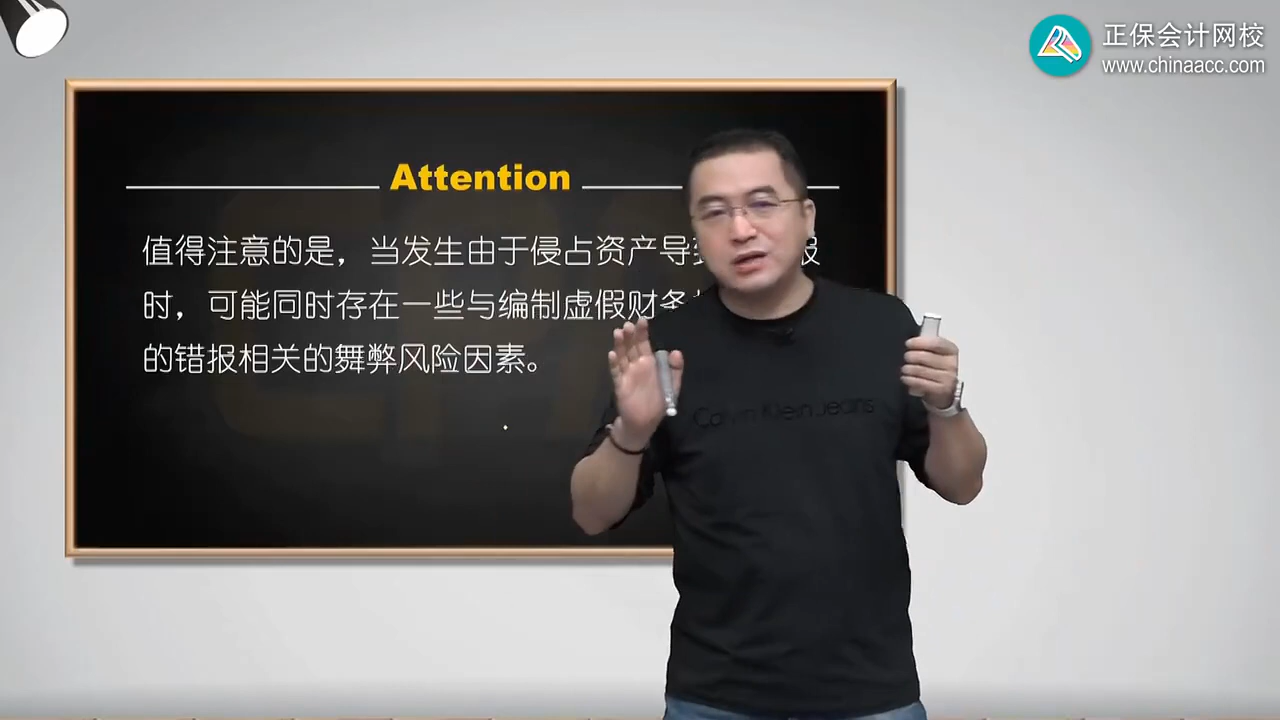 正保会计网校
www.chinaacc.com
Attention
值得注意的是，当发生由于侵占资产导
时，可能同时存在一些与编制虚假财务
的错报相关的舞弊风险因素。
Calvin Klein Jeans